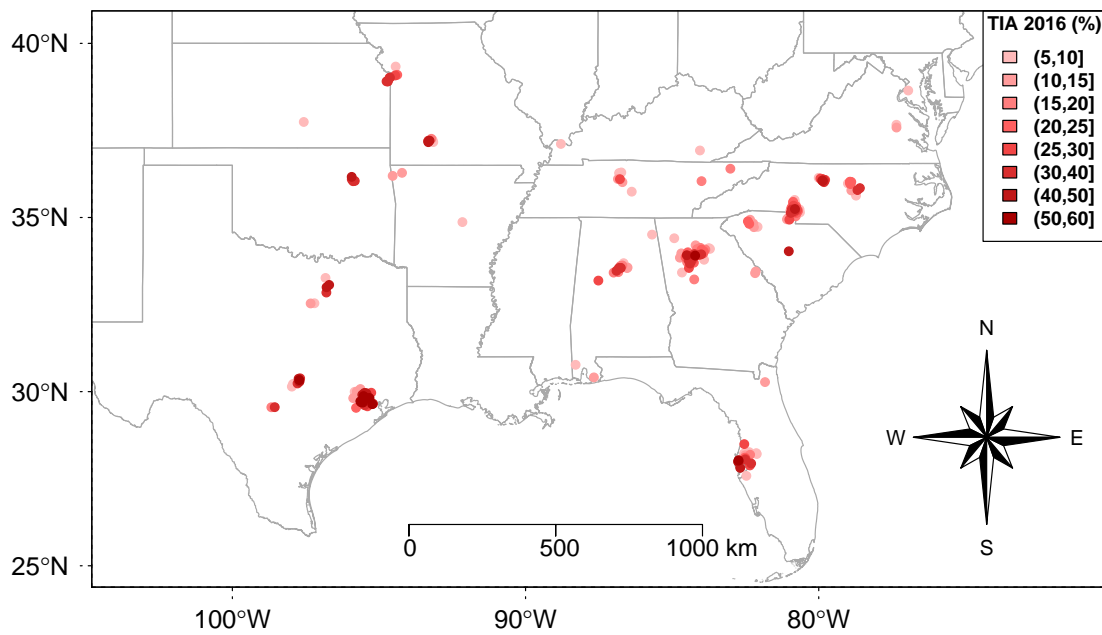 40°N
35°N
30°N
25°N
100°W
90°W
80°W
TIA 2016 (%)
(5,10]
(10,15]
(15,20]
(20,25]
(25,30]
(30,40]
(40,50]
(50,60]
N
W
E
S
0
500
1000 km